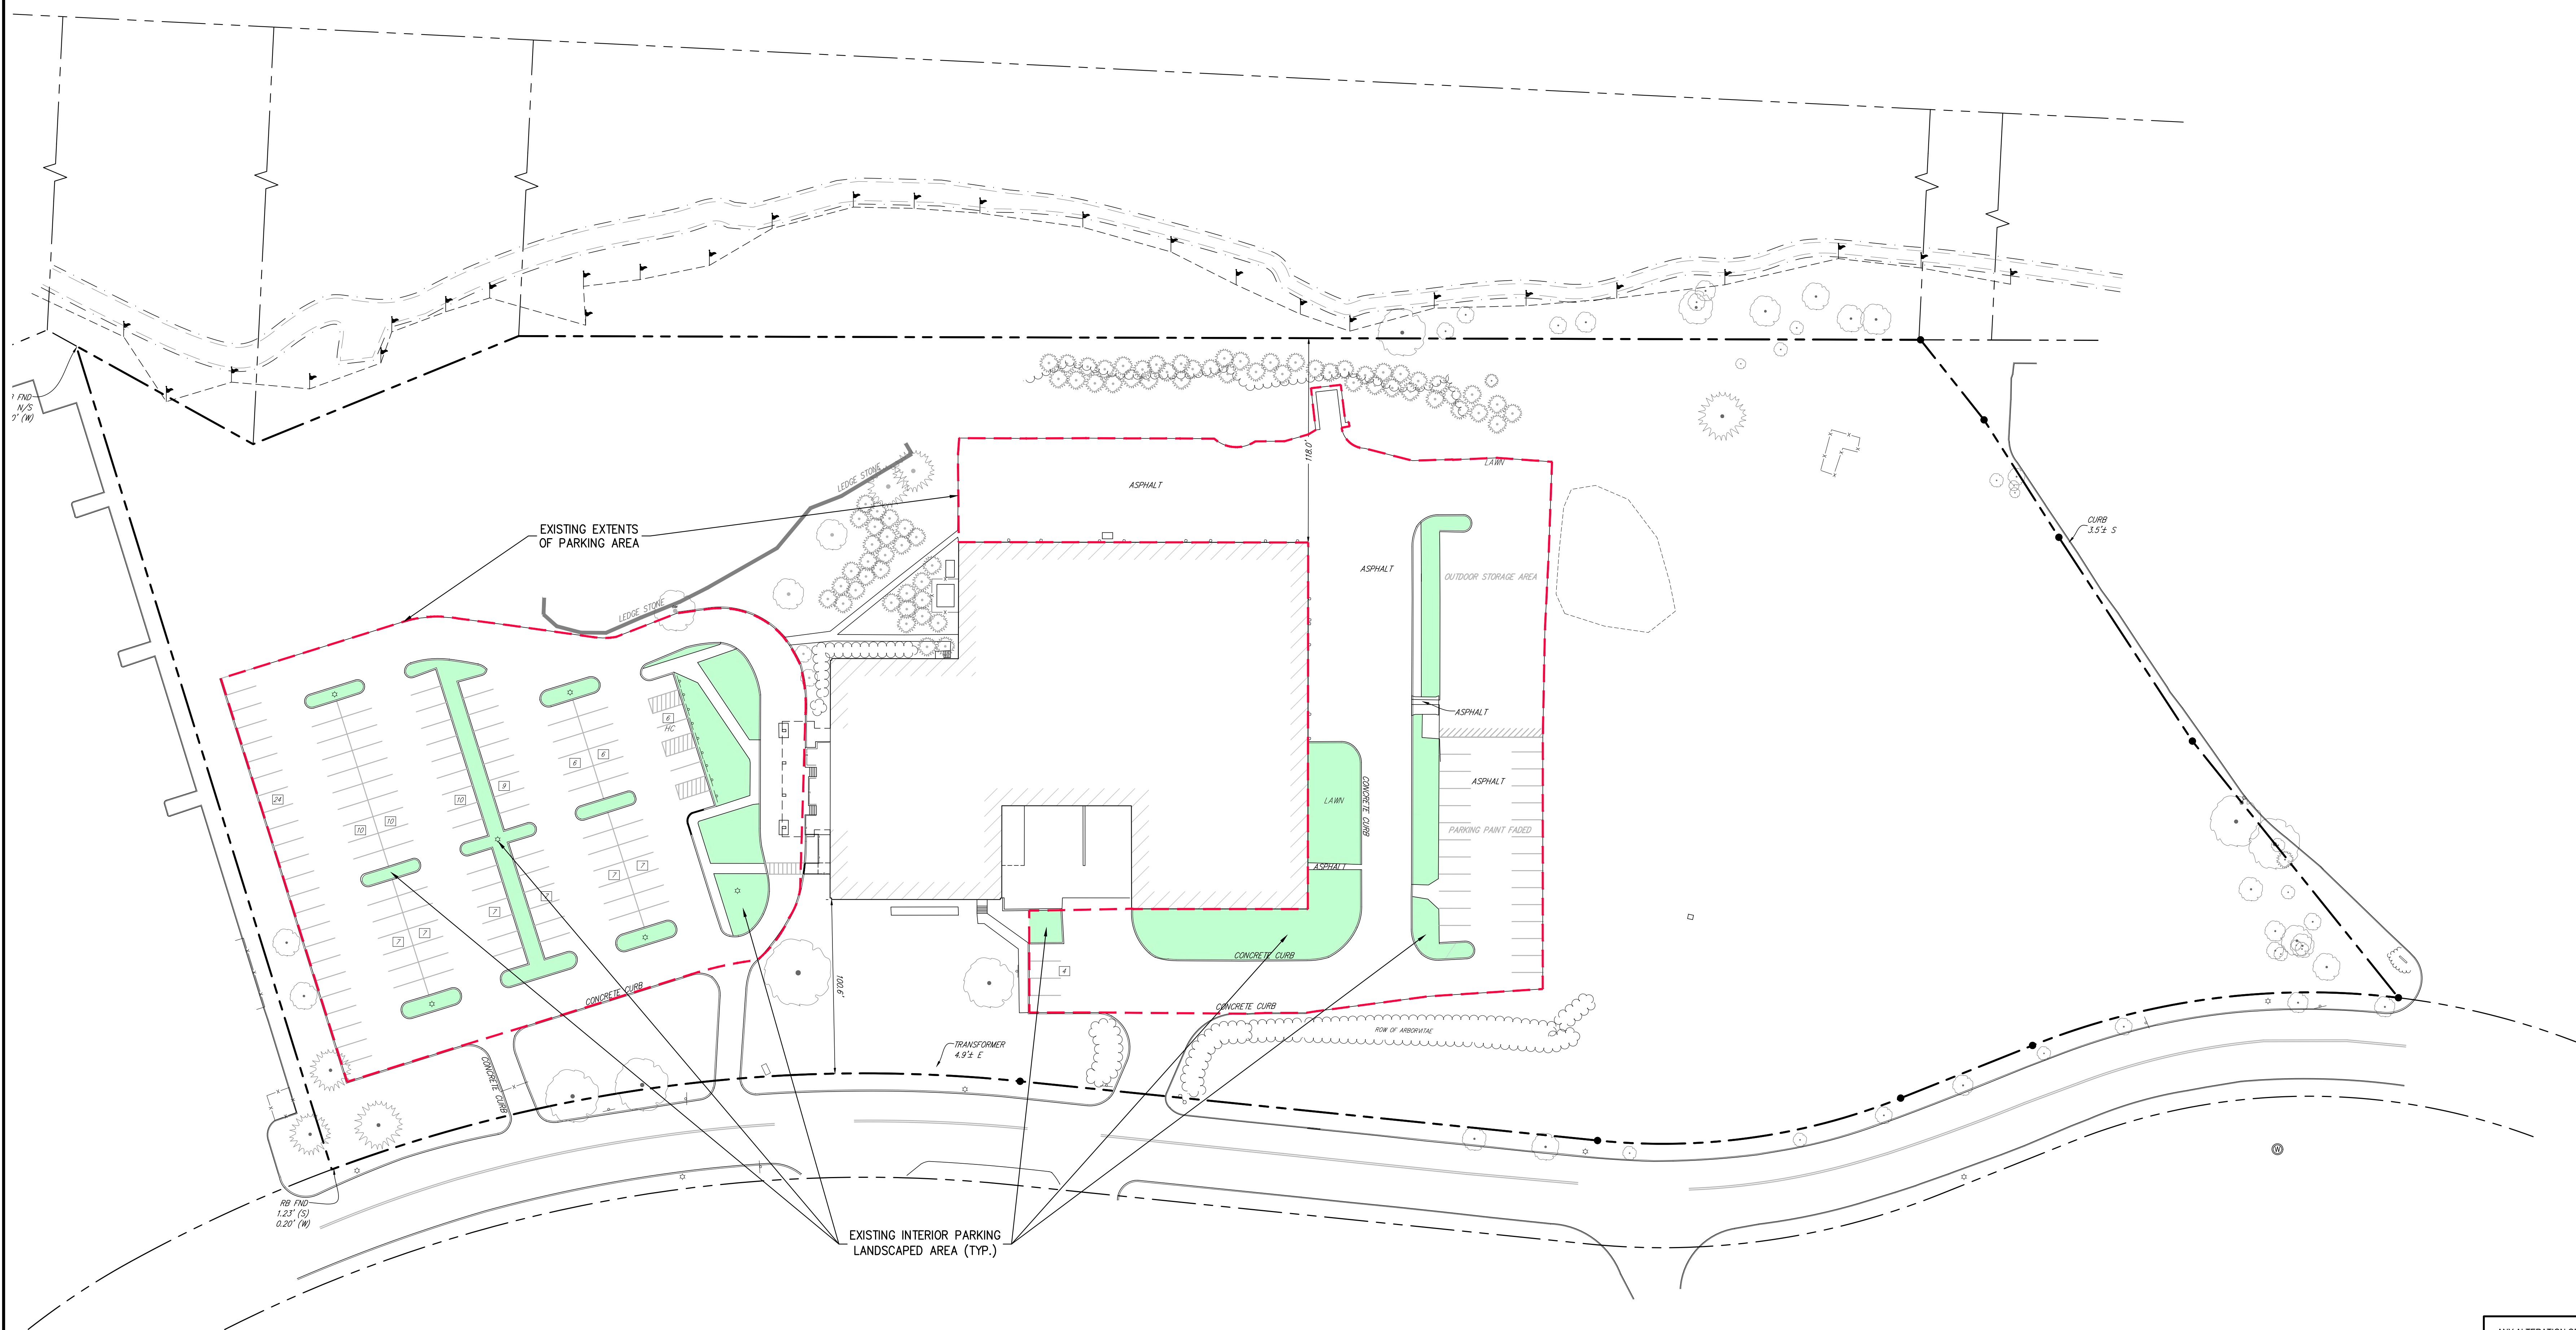 FND
N/S
0' (W)
118.0'
LEDGE STONE
ASPHALT
LAWN
EXISTING EXTENTS
OF PARKING AREA
CURB
3.5'± S
ASPHALT
OUTDOOR STORAGE AREA
LEDGE STONE
6
HC
ASPHALT
6
6
9
10
24
10
10
ASPHALT
LAWN
CONCRETE CURB
PARKING PAINT FADED
ASPHALT
7
7
7
7
7
7
CONCRETE CURB
4
100.6'
CONCRETE CURB
CONCRETE CURB
ROW OF ARBORVITAE
TRANSFORMER
4.9'± E
CONCRETE CURB
W
RB FND
1.23' (S)
0.20' (W)
EXISTING INTERIOR PARKING
LANDSCAPED AREA (TYP.)